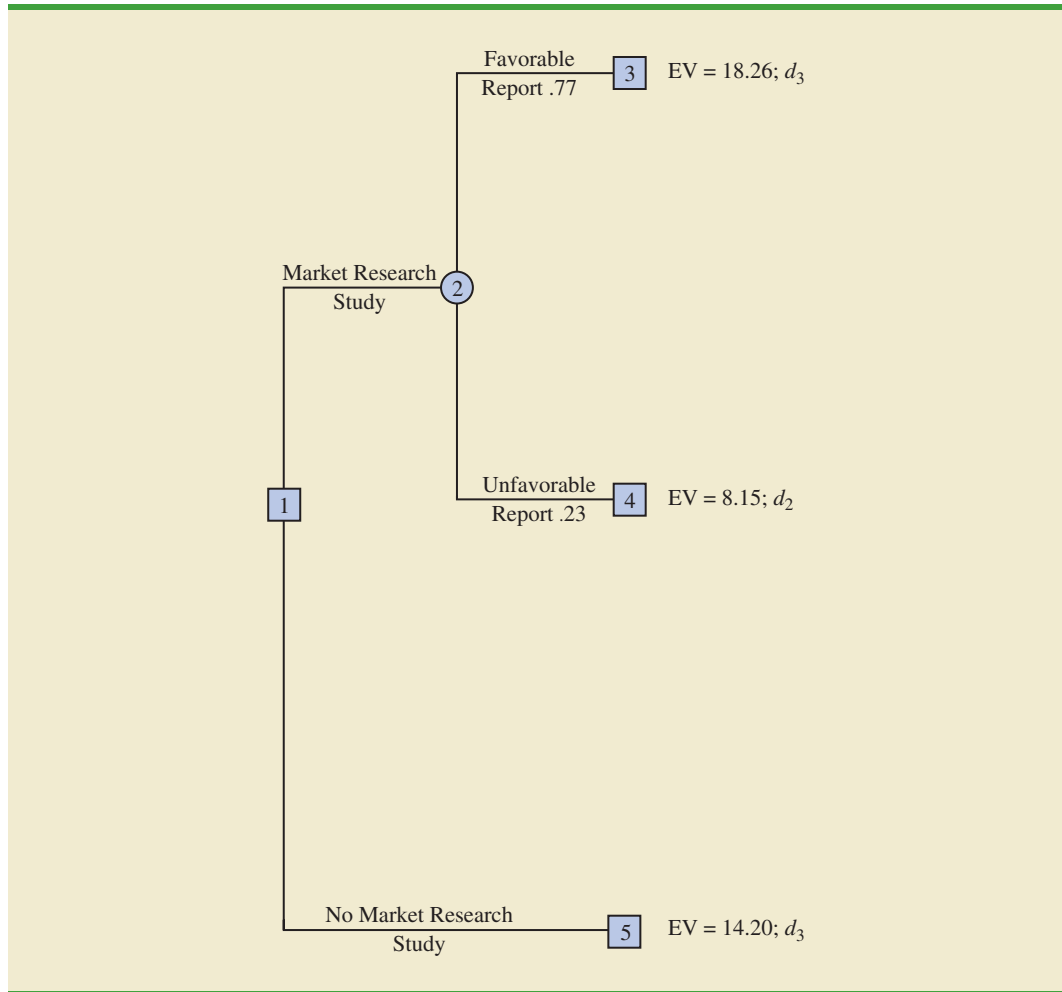 Favorable
Report .77
3
EV = 18.26; d3
Market Research
Study
2
Unfavorable
Report .23
4
EV = 8.15; d2
1
No Market Research
Study
5
EV = 14.20; d3